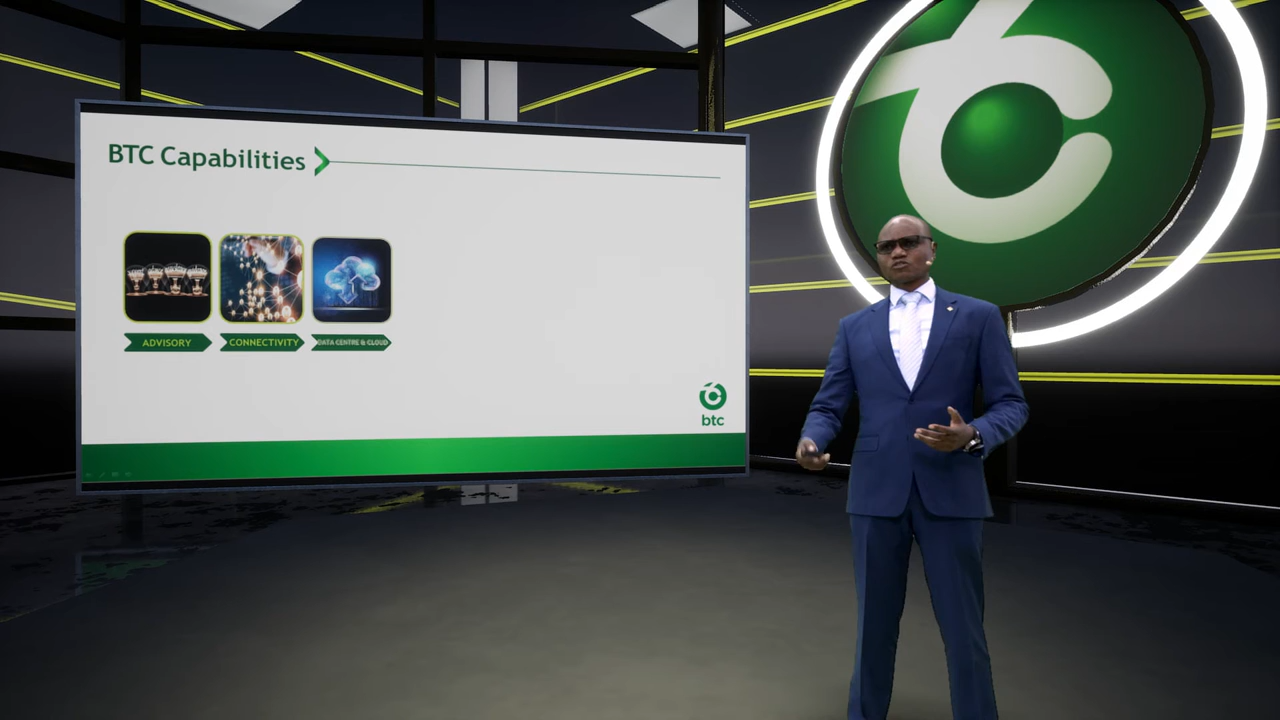 BTC Capabilities
ADVISORY
CONNECTIVITY
DATA CENTRE & CLOUD
btc